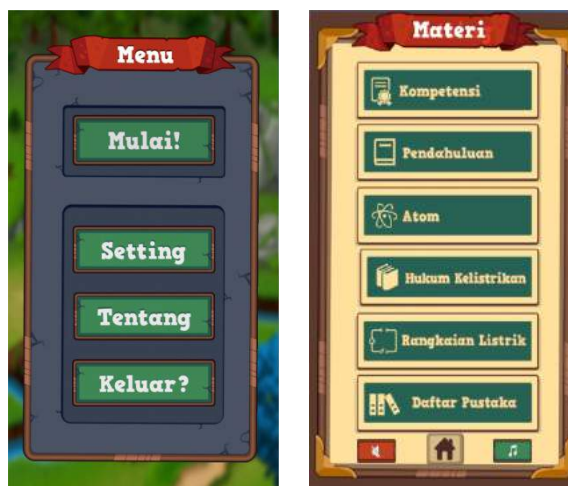 Menu
Mulai!
Setting
Tentang
Keluar?
Materi
Kompetensi
Pendahuluan
Atom
Hukum Kelistrikan
Rangkaian Listrik
Daftar Pustaka